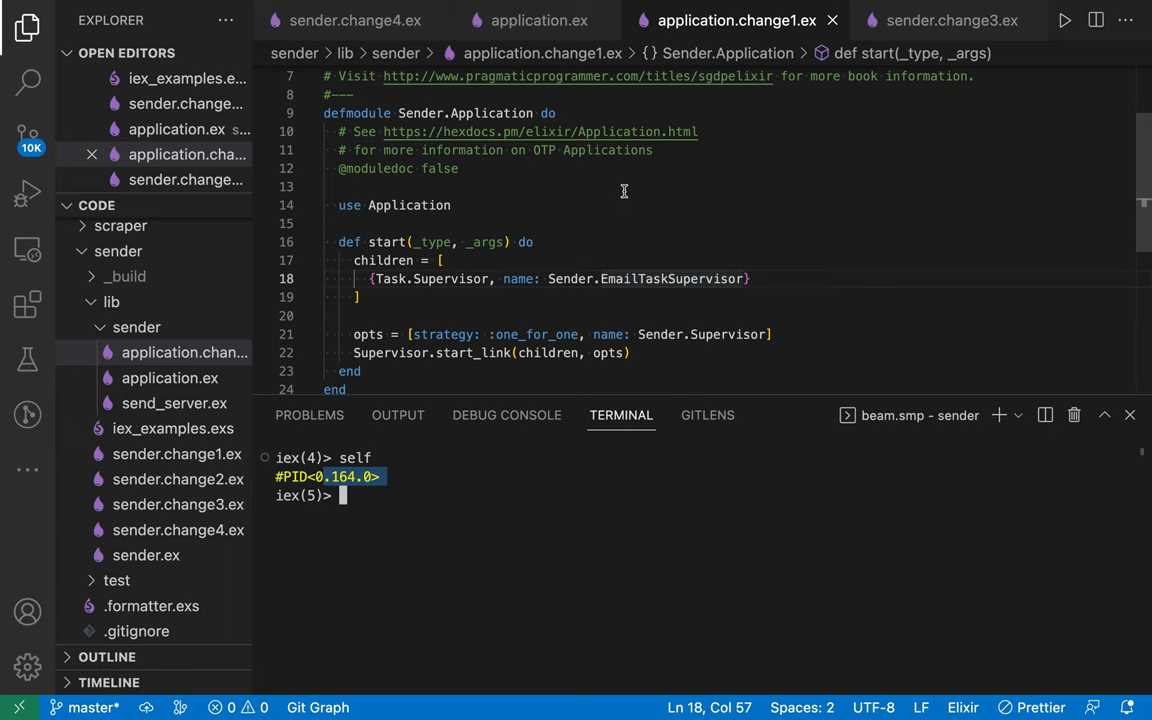 EXPLORER
sender.change4.ex
application.ex
application.change1.ex
sender.change3.ex
OPEN EDITORS
iex_examples.e...
sender.change...
application.ex s...
application.cha...
sender.change...
CODE
scraper
sender
_build
lib
sender
application.chan...
application.ex
send_server.ex
iex_examples.exs
sender.change1.ex
sender.change2.ex
sender.change3.ex
sender.change4.ex
sender.ex
test
.formatter.exs
.gitignore
OUTLINE
TIMELINE
10K
sender > lib > sender > application.change1.ex > {} Sender.Application > def start(_type, _args)
7 # Visit http://www.pragmaticprogrammer.com/titles/sgdpelixir for more book information.
8 #---
9 defmodule Sender.Application do
10 # See https://hexdocs.pm/elixir/Application.html
11 # for more information on OTP Applications
12 @moduledoc false
13
14 use Application
15
16 def start(_type, _args) do
17 children = [
18 {Task.Supervisor, name: Sender.EmailTaskSupervisor}
19 ]
20
21 opts = [strategy: :one_for_one, name: Sender.Supervisor]
22 Supervisor.start_link(children, opts)
23 end
24 end
PROBLEMS OUTPUT DEBUG CONSOLE TERMINAL GITLENS
beam.smp - sender
iex(4)> self
#PID<0.164.0>
iex(5)>
master* 0 0 Git Graph Ln 18, Col 57 Spaces: 2 UTF-8 LF Elixir Prettier